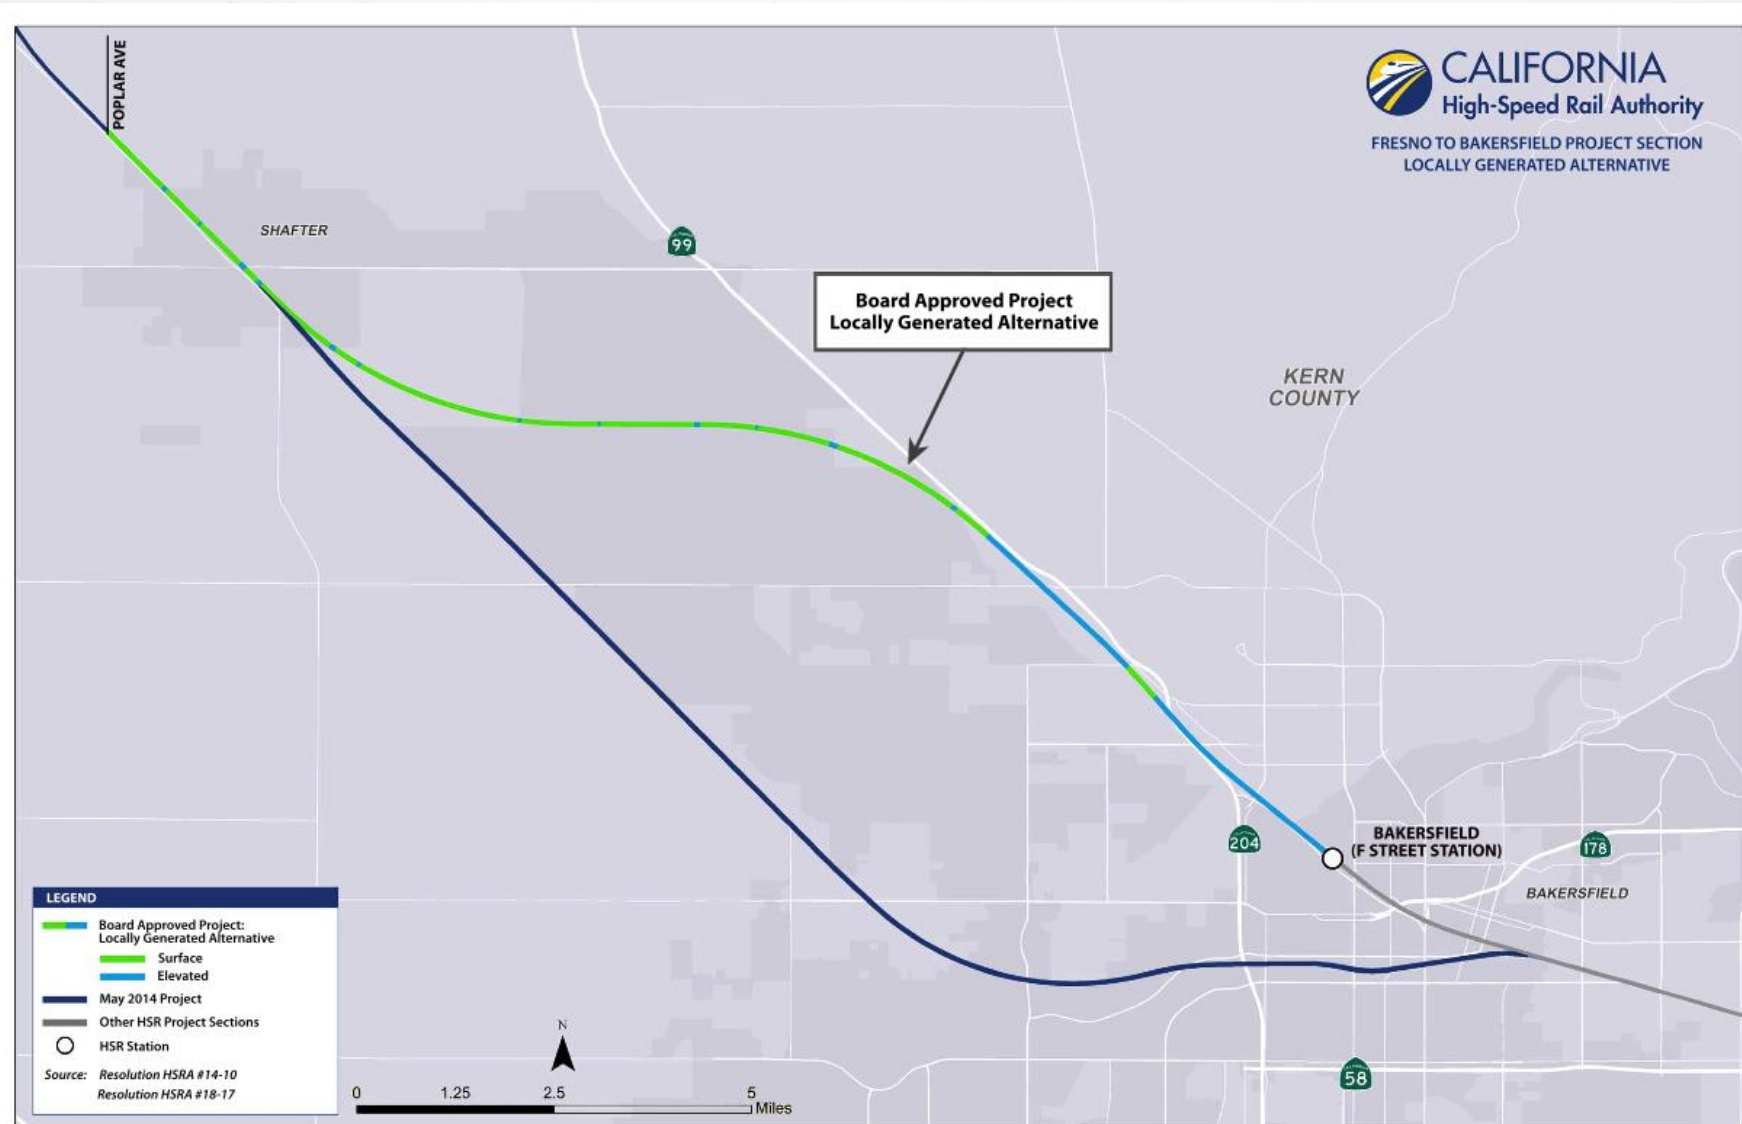 POPLAR AVE
CALIFORNIA
High-Speed Rail Authority
FRESNO TO BAKERSFIELD PROJECT SECTION
LOCALLY GENERATED ALTERNATIVE
SHAFTER
99
Board Approved Project
Locally Generated Alternative
KERN
COUNTY
204
BAKERSFIELD
(F STREET STATION)
178
BAKERSFIELD
58
LEGEND
Board Approved Project:
Locally Generated Alternative
Surface
Elevated
May 2014 Project
Other HSR Project Sections
HSR Station
Source: Resolution HSRA #14-10
Resolution HSRA #18-17
N
0 1.25 2.5 5
Miles